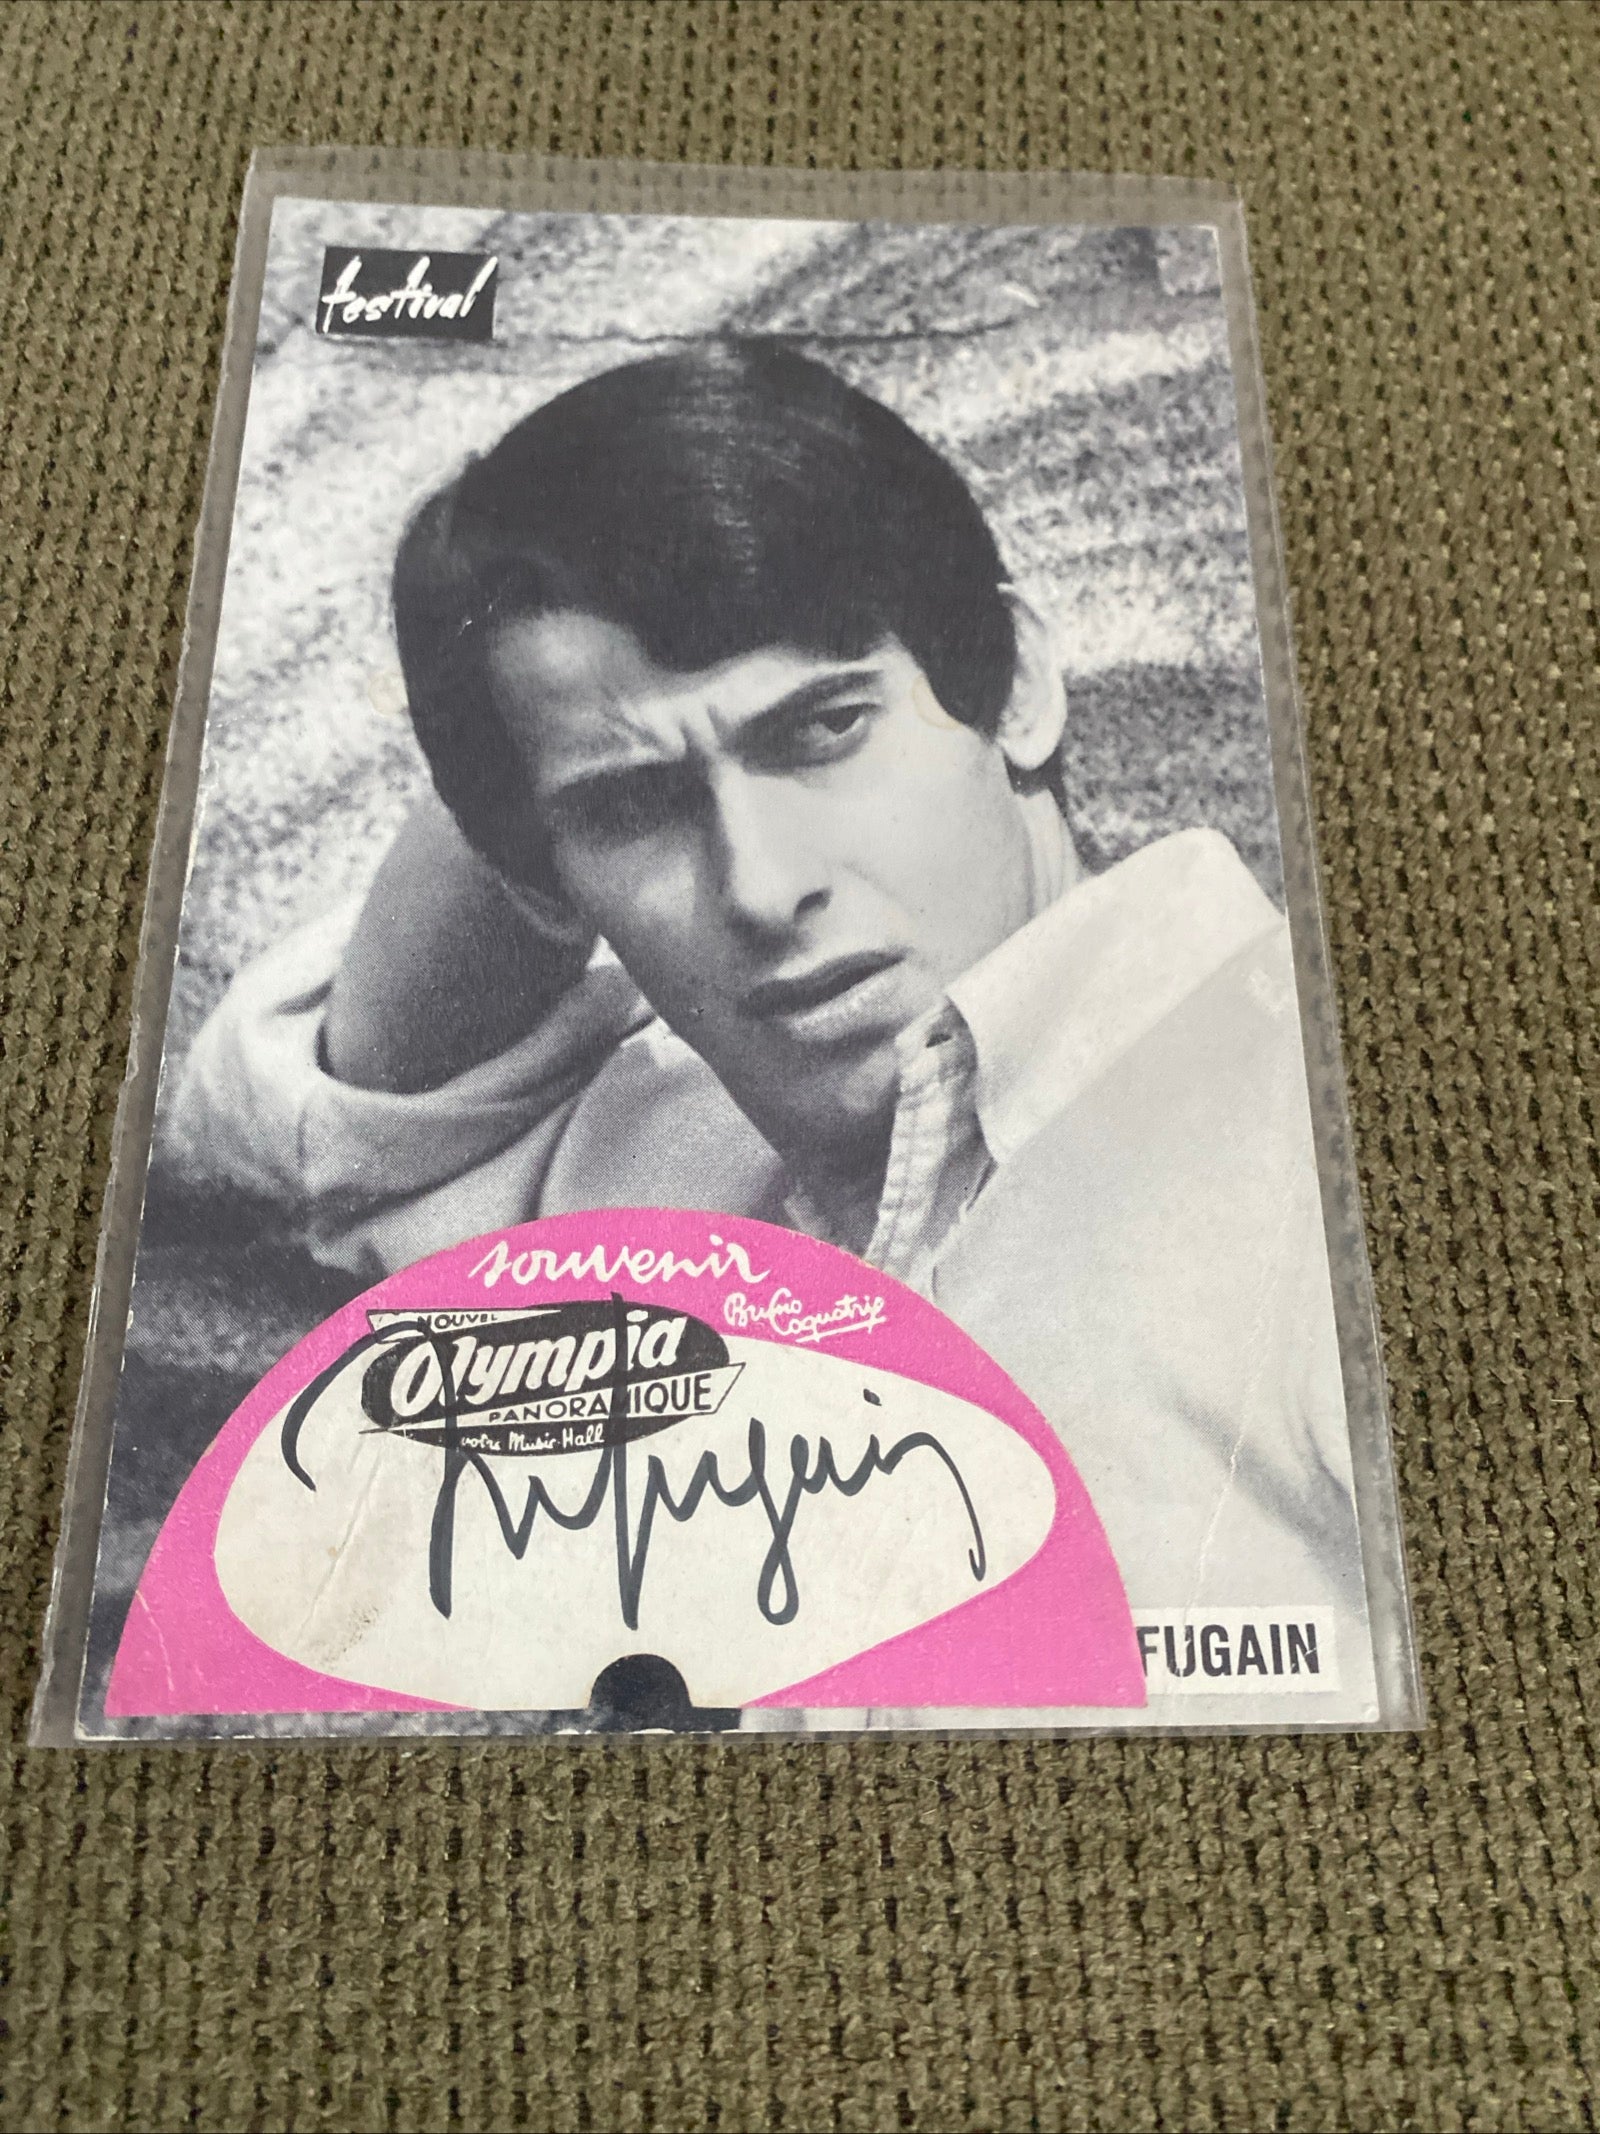 festival
souvenir
Bruno
Coquatrix
NOUVEL
Olympia
PANORAMIQUE
votre Music-Hall
Fugain
FUGAIN